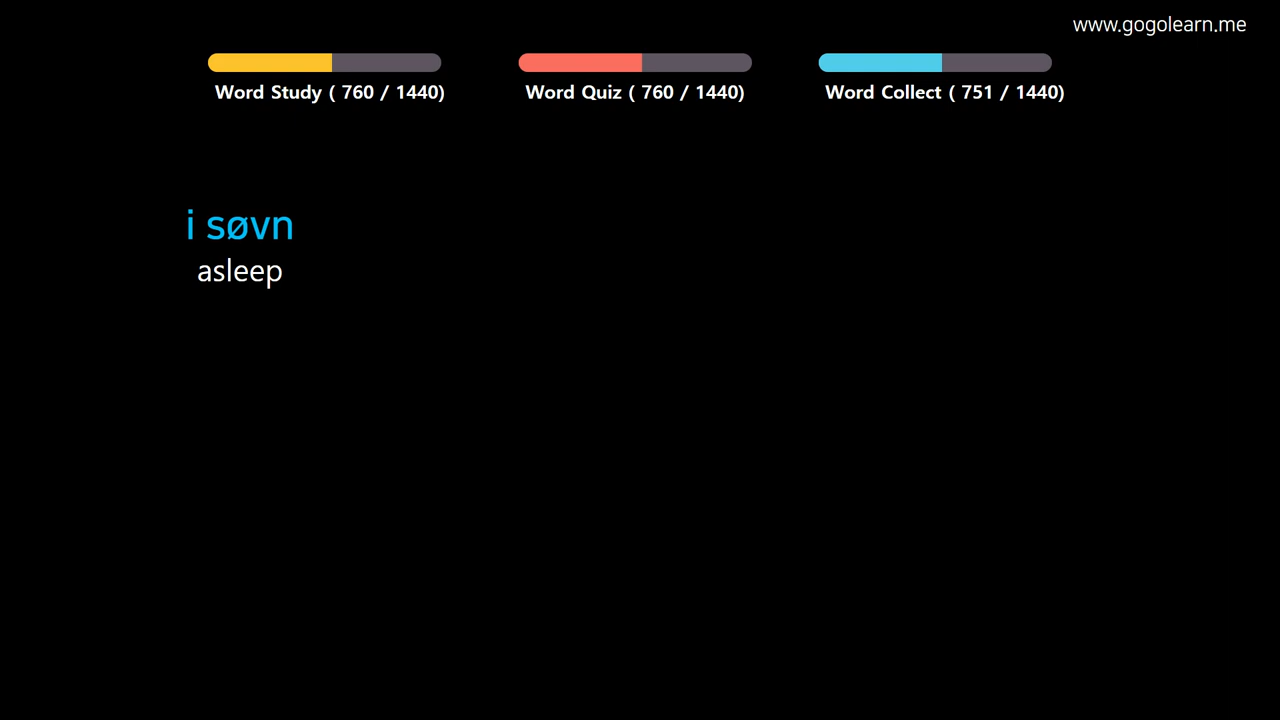 www.gogolearn.me
Word Study ( 760 / 1440)
Word Quiz ( 760 / 1440)
Word Collect ( 751 / 1440)
i søvn
asleep